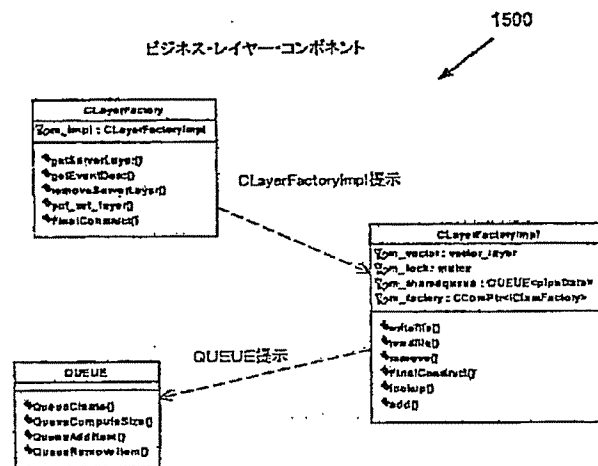 1500
ビジネス・レイヤー・コンポネント
CLayerFactory
m_impl : CLayerFactoryImpl
getServerLayer()
getEventDesc()
removeServerLayer()
put_set_layer()
FinalConstruct()
CLayerFactoryImpl提示
CLayerFactoryImpl
m_vector : vector_layer
m_lock : mutex
m_sharedqueue : QUEUE<pipeData>
m_factory : CComPtr<IClassFactory>
writefile()
readfile()
remove()
FinalConstruct()
lookup()
add()
QUEUE提示
QUEUE
QueueCreate()
QueueComputeSize()
QueueAddItem()
QueueRemoveItem()